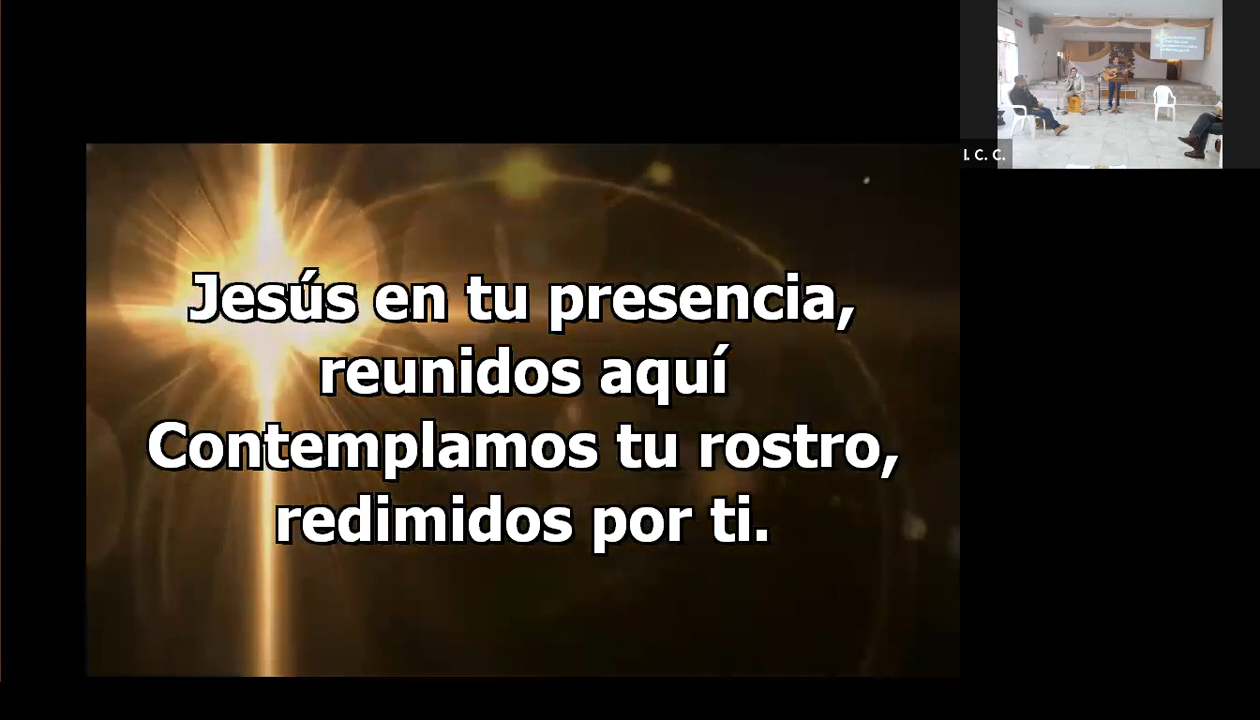 Jesús en tu presencia,
reunidos aquí
Contemplamos tu rostro,
redimidos por ti.
I. C. C.